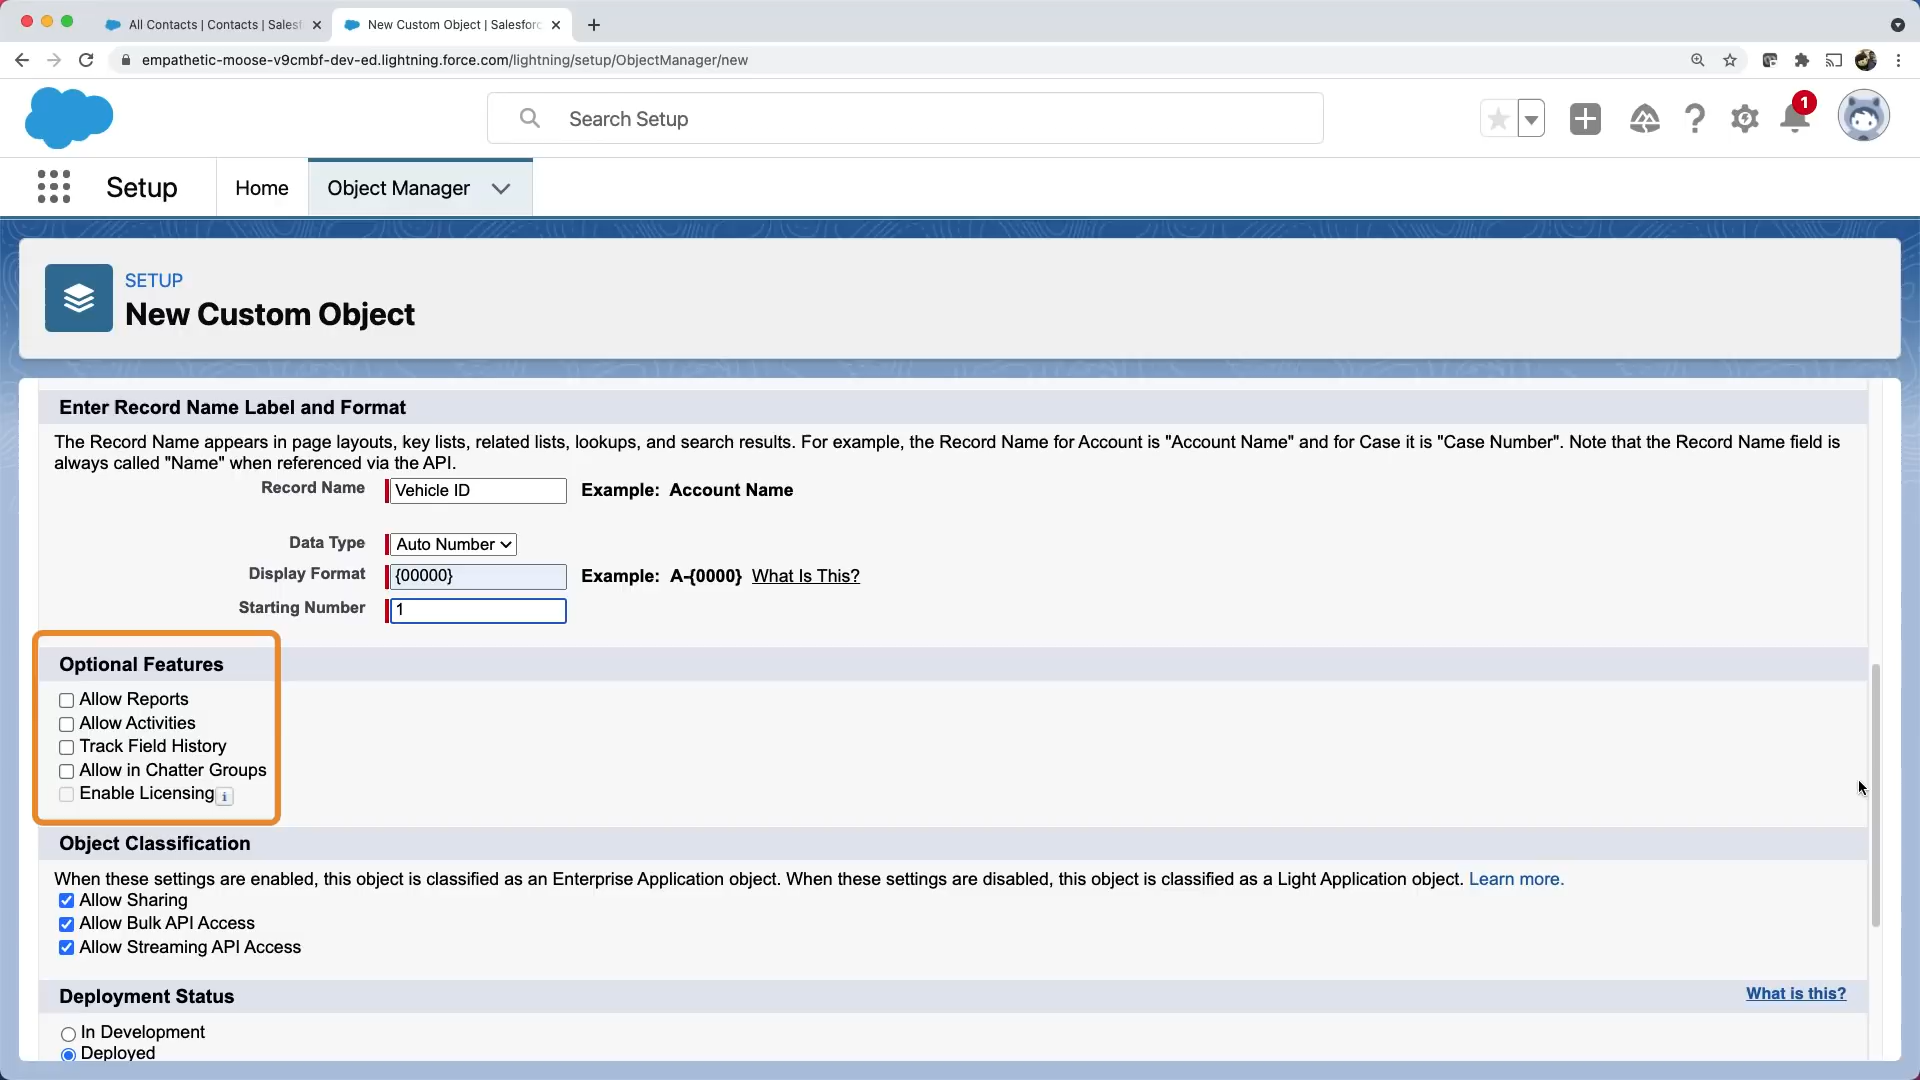 All Contacts | Contacts | Salesf
New Custom Object | Salesforc
empathetic-moose-v9cmbf-dev-ed.lightning.force.com/lightning/setup/ObjectManager/new
Search Setup
1
Setup
Home
Object Manager
SETUP
New Custom Object
Enter Record Name Label and Format
The Record Name appears in page layouts, key lists, related lists, lookups, and search results. For example, the Record Name for Account is "Account Name" and for Case it is "Case Number". Note that the Record Name field is
always called "Name" when referenced via the API.
Record Name Vehicle ID Example: Account Name
Data Type Auto Number
Display Format {00000} Example: A-{0000} What Is This?
Starting Number 1
Optional Features
Allow Reports
Allow Activities
Track Field History
Allow in Chatter Groups
Enable Licensing i
Object Classification
When these settings are enabled, this object is classified as an Enterprise Application object. When these settings are disabled, this object is classified as a Light Application object. Learn more.
Allow Sharing
Allow Bulk API Access
Allow Streaming API Access
Deployment Status What is this?
In Development
Deployed